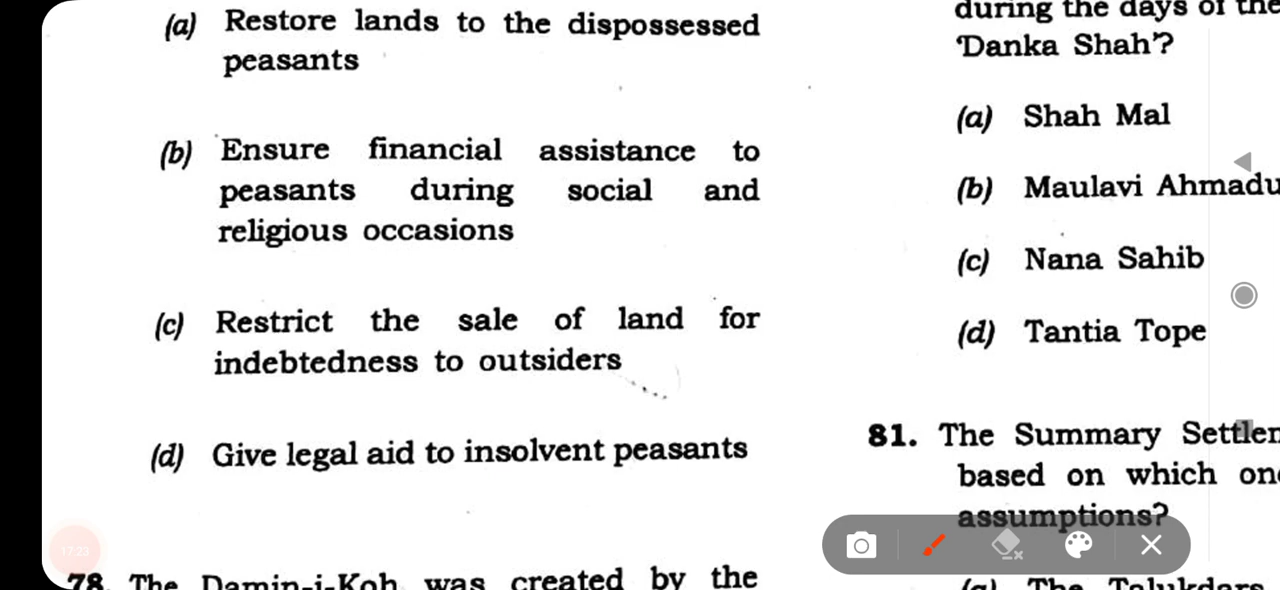 (a) Restore lands to the dispossessed
peasants
(b) Ensure financial assistance to
peasants during social and
religious occasions
(c) Restrict the sale of land for
indebtedness to outsiders
(d) Give legal aid to insolvent peasants
78. The Damin-i-Koh was created by the
during the days of the
‘Danka Shah’?
(a) Shah Mal
(b) Maulavi Ahmadu
(c) Nana Sahib
(d) Tantia Tope
81. The Summary Settlem
based on which one
assumptions?
(a) The Talukdars
17:23